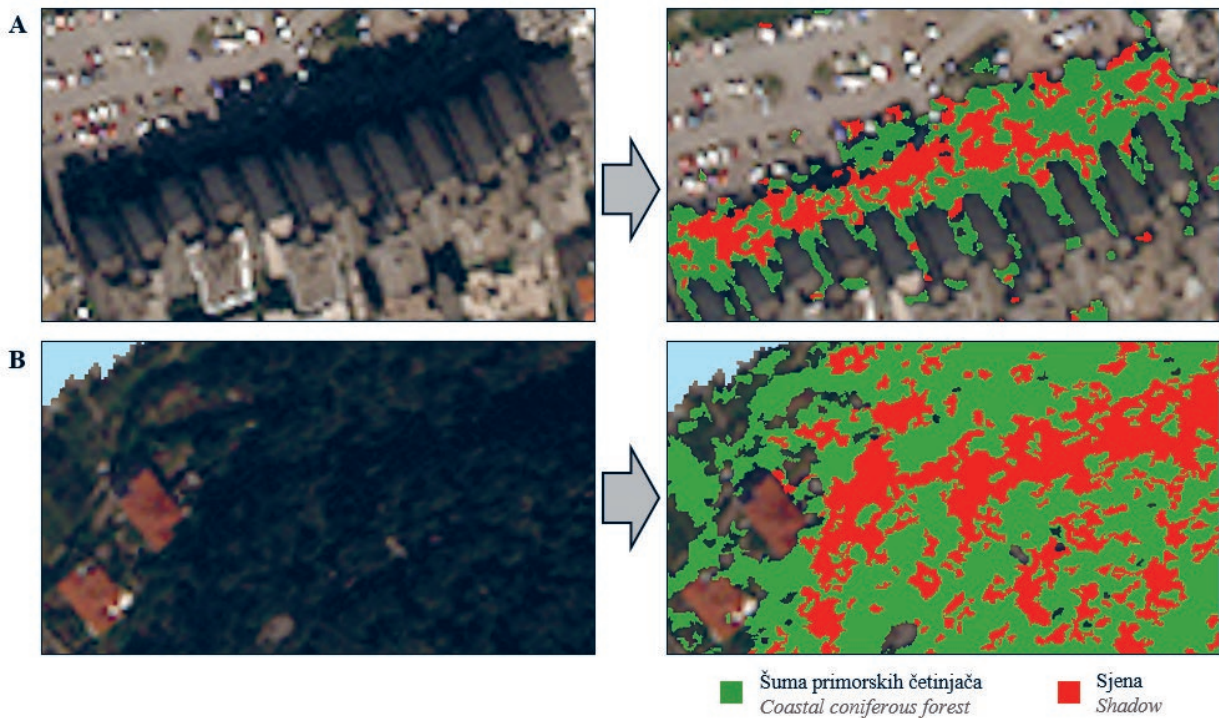 A
B
Šuma primorskih četinjača
Coastal coniferous forest
Sjena
Shadow